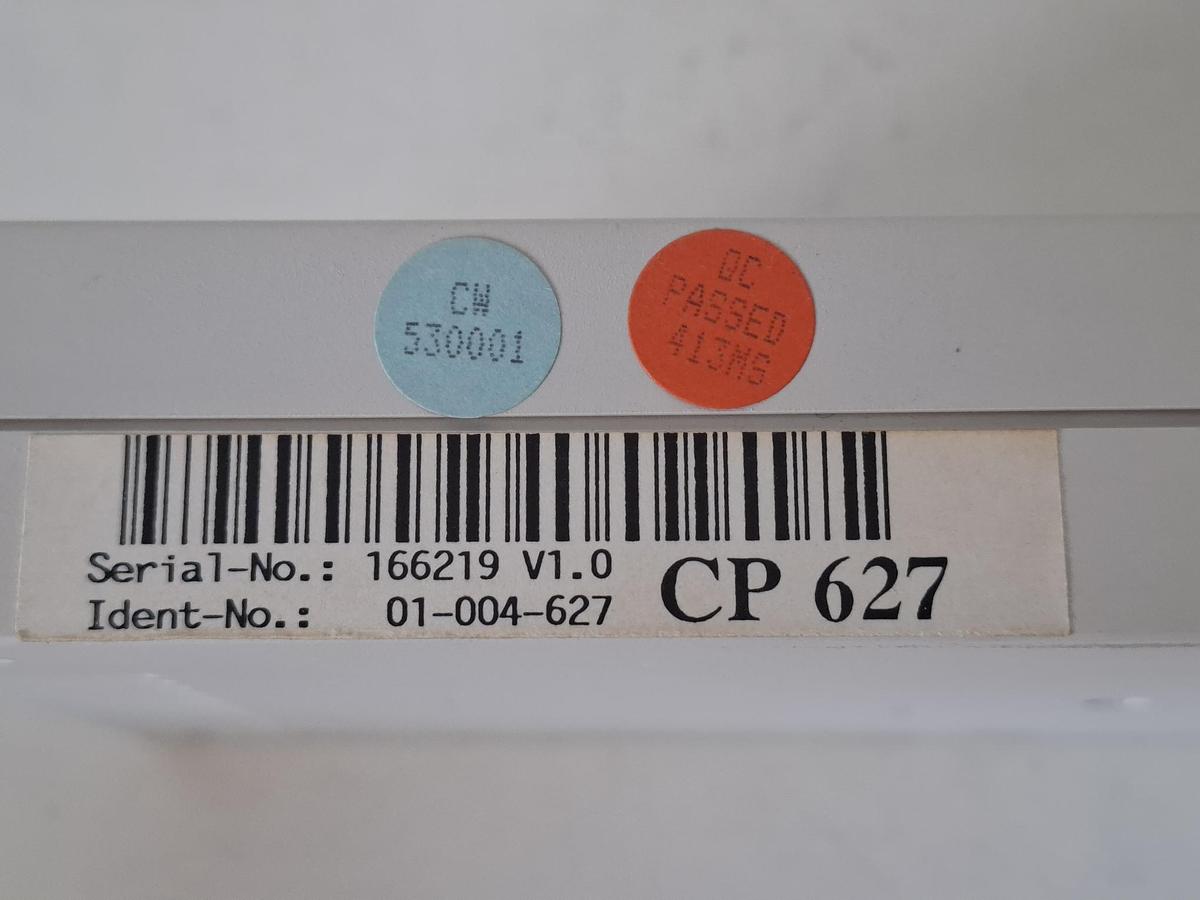 CW
530001
QC
PASSED
413MG
Serial-No.: 166219 V1.0
Ident-No.: 01-004-627
CP 627